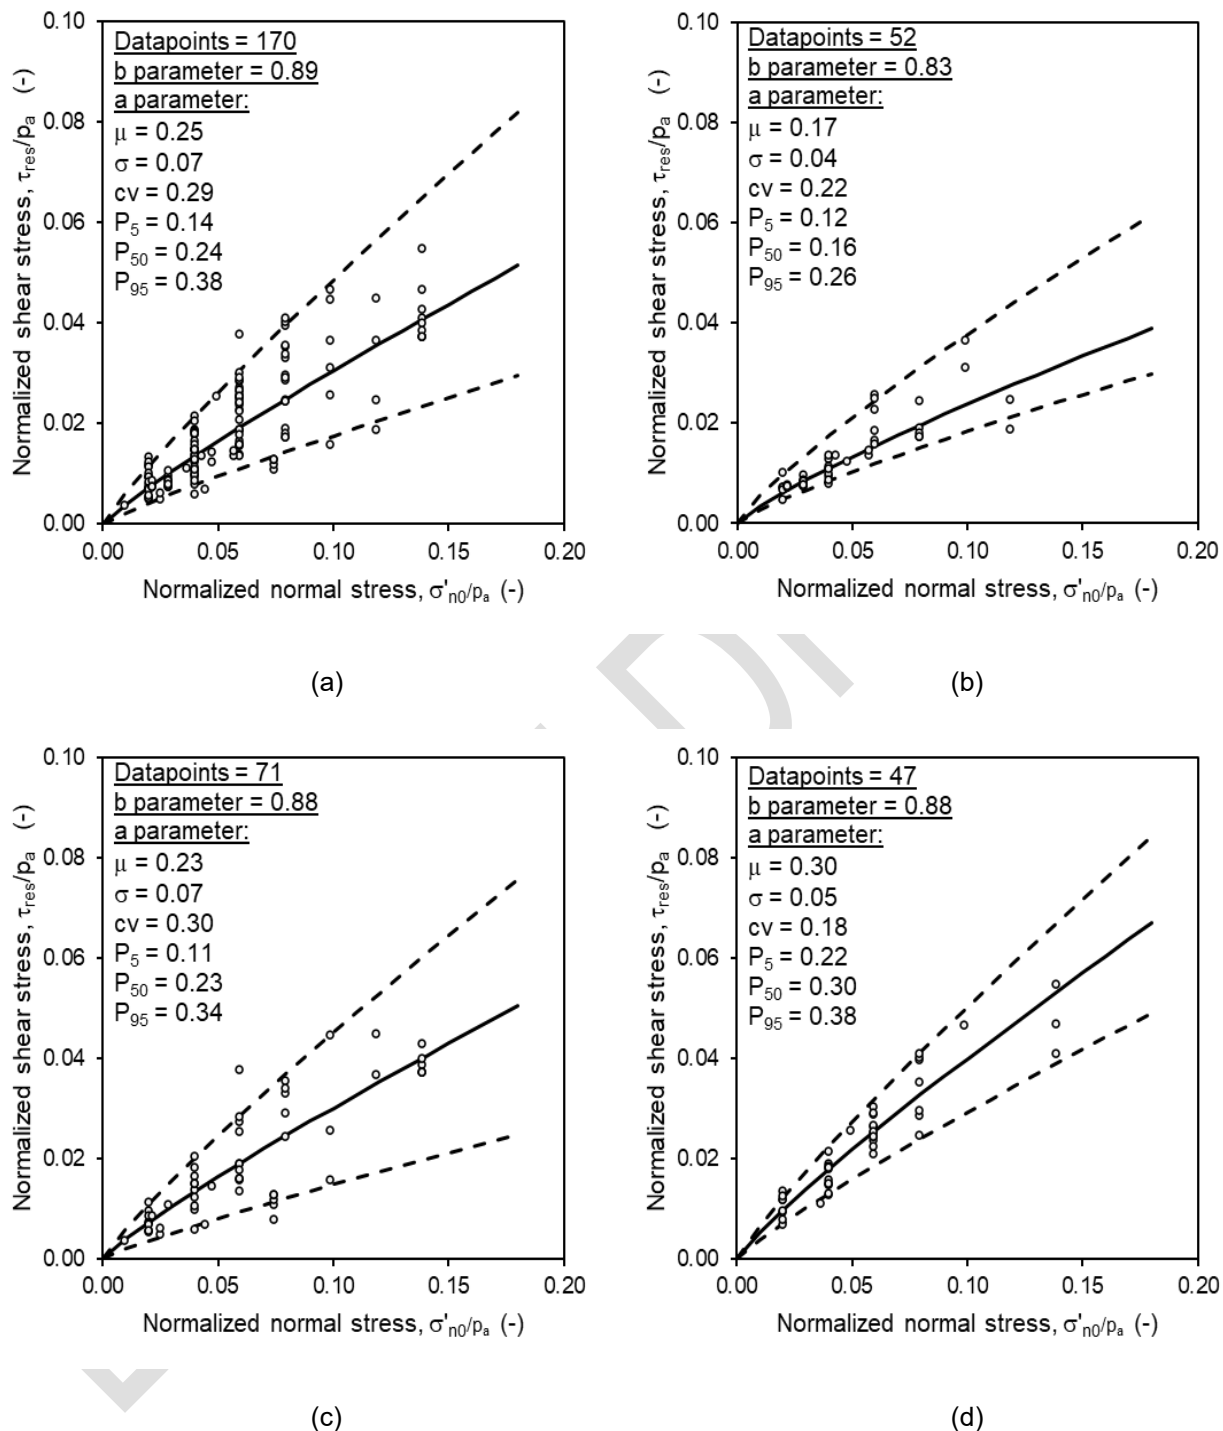 0.10
0.08
0.06
0.04
0.02
0.00
Normalized shear stress, τres/pa (-)
Datapoints = 170
b parameter = 0.89
a parameter:
μ = 0.25
σ = 0.07
cv = 0.29
P5 = 0.14
P50 = 0.24
P95 = 0.38
0.00 0.05 0.10 0.15 0.20
Normalized normal stress, σ'n0/pa (-)
(a)
0.10
0.08
0.06
0.04
0.02
0.00
Normalized shear stress, τres/pa (-)
Datapoints = 52
b parameter = 0.83
a parameter:
μ = 0.17
σ = 0.04
cv = 0.22
P5 = 0.12
P50 = 0.16
P95 = 0.26
0.00 0.05 0.10 0.15 0.20
Normalized normal stress, σ'n0/pa (-)
(b)
0.10
0.08
0.06
0.04
0.02
0.00
Normalized shear stress, τres/pa (-)
Datapoints = 71
b parameter = 0.88
a parameter:
μ = 0.23
σ = 0.07
cv = 0.30
P5 = 0.11
P50 = 0.23
P95 = 0.34
0.00 0.05 0.10 0.15 0.20
Normalized normal stress, σ'n0/pa (-)
(c)
0.10
0.08
0.06
0.04
0.02
0.00
Normalized shear stress, τres/pa (-)
Datapoints = 47
b parameter = 0.88
a parameter:
μ = 0.30
σ = 0.05
cv = 0.18
P5 = 0.22
P50 = 0.30
P95 = 0.38
0.00 0.05 0.10 0.15 0.20
Normalized normal stress, σ'n0/pa (-)
(d)